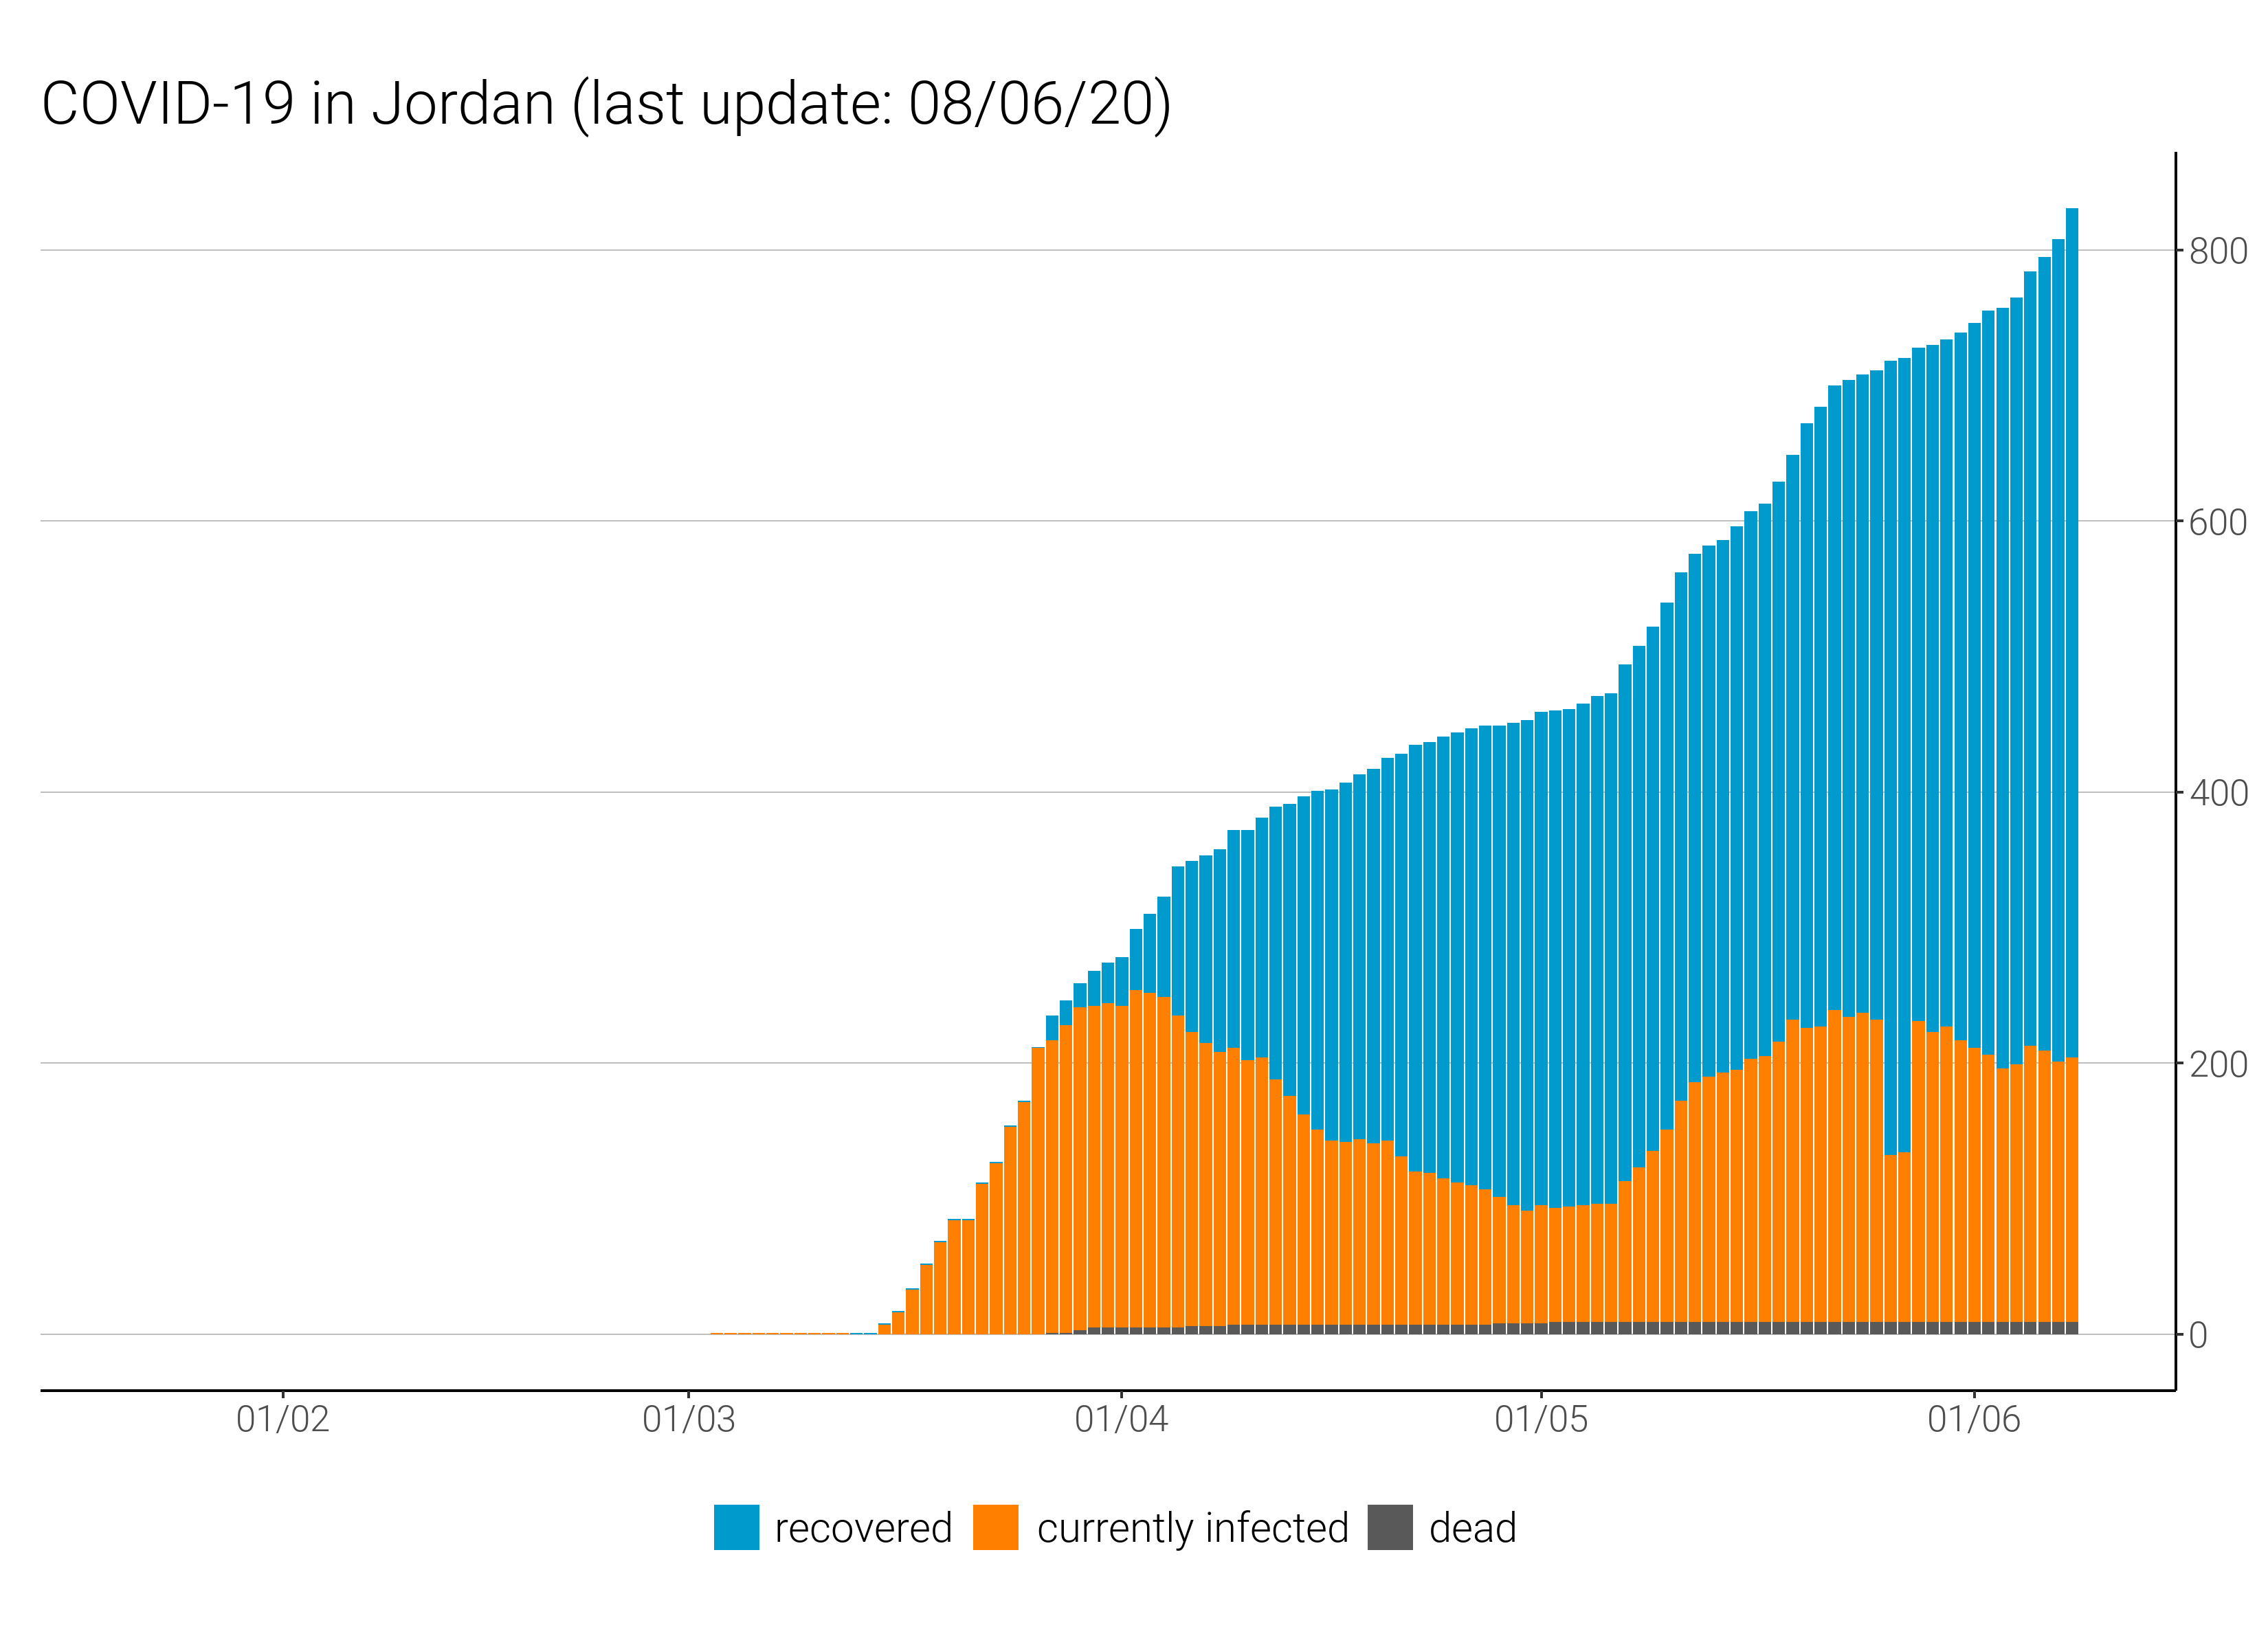 COVID-19 in Jordan (last update: 08/06/20)
800
600
400
200
0
01/02 01/03 01/04 01/05 01/06
recovered currently infected dead